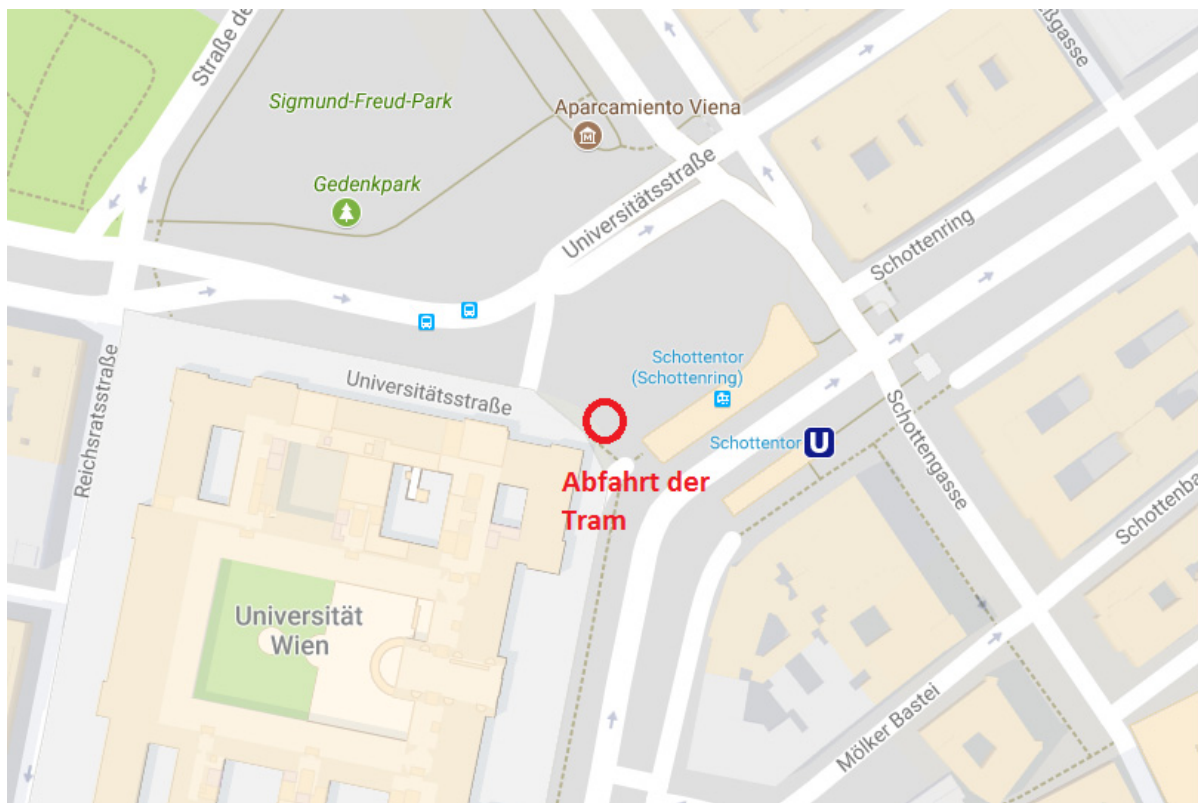 Straße de
Sigmund-Freud-Park
Aparcamiento Viena
Gedenkpark
Universitätsstraße
Schottenring
Schottentor
(Schottenring)
Universitätsstraße
Reichsratsstraße
Schottentor
U
Schottengasse
Abfahrt der
Tram
Schottenba
Universität
Wien
Mölker Bastei